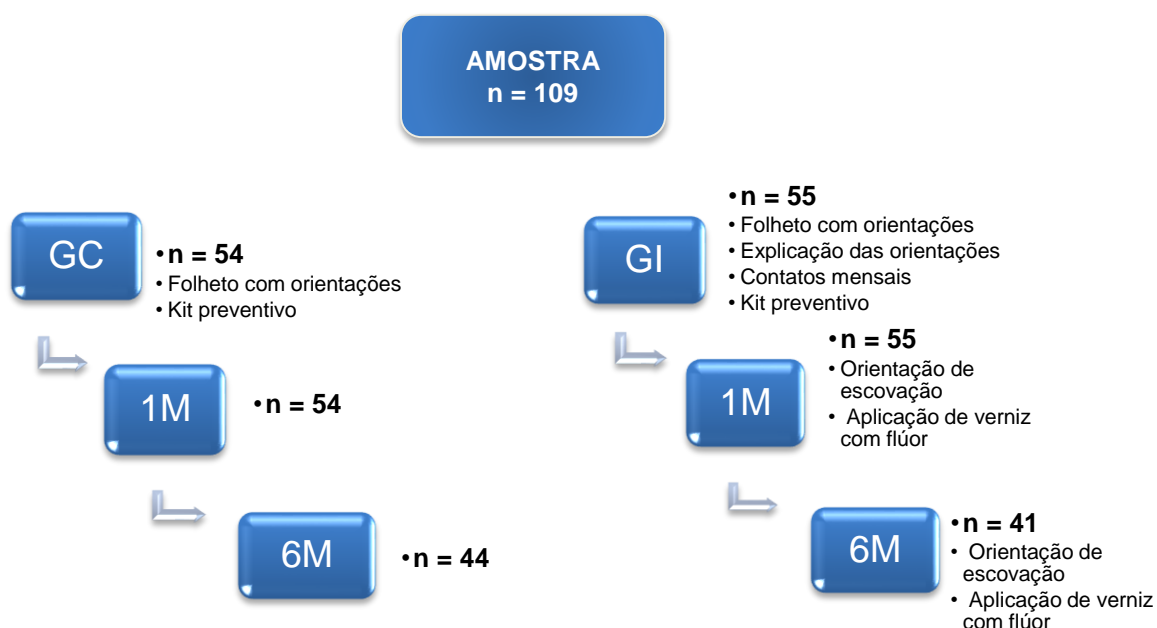 AMOSTRA
n = 109
GC
•n = 54
• Folheto com orientações
• Kit preventivo
1M
•n = 54
6M
•n = 44
GI
•n = 55
• Folheto com orientações
• Explicação das orientações
• Contatos mensais
• Kit preventivo
1M
•n = 55
• Orientação de
escovação
• Aplicação de verniz
com flúor
6M
•n = 41
• Orientação de
escovação
• Aplicação de verniz
com flúor